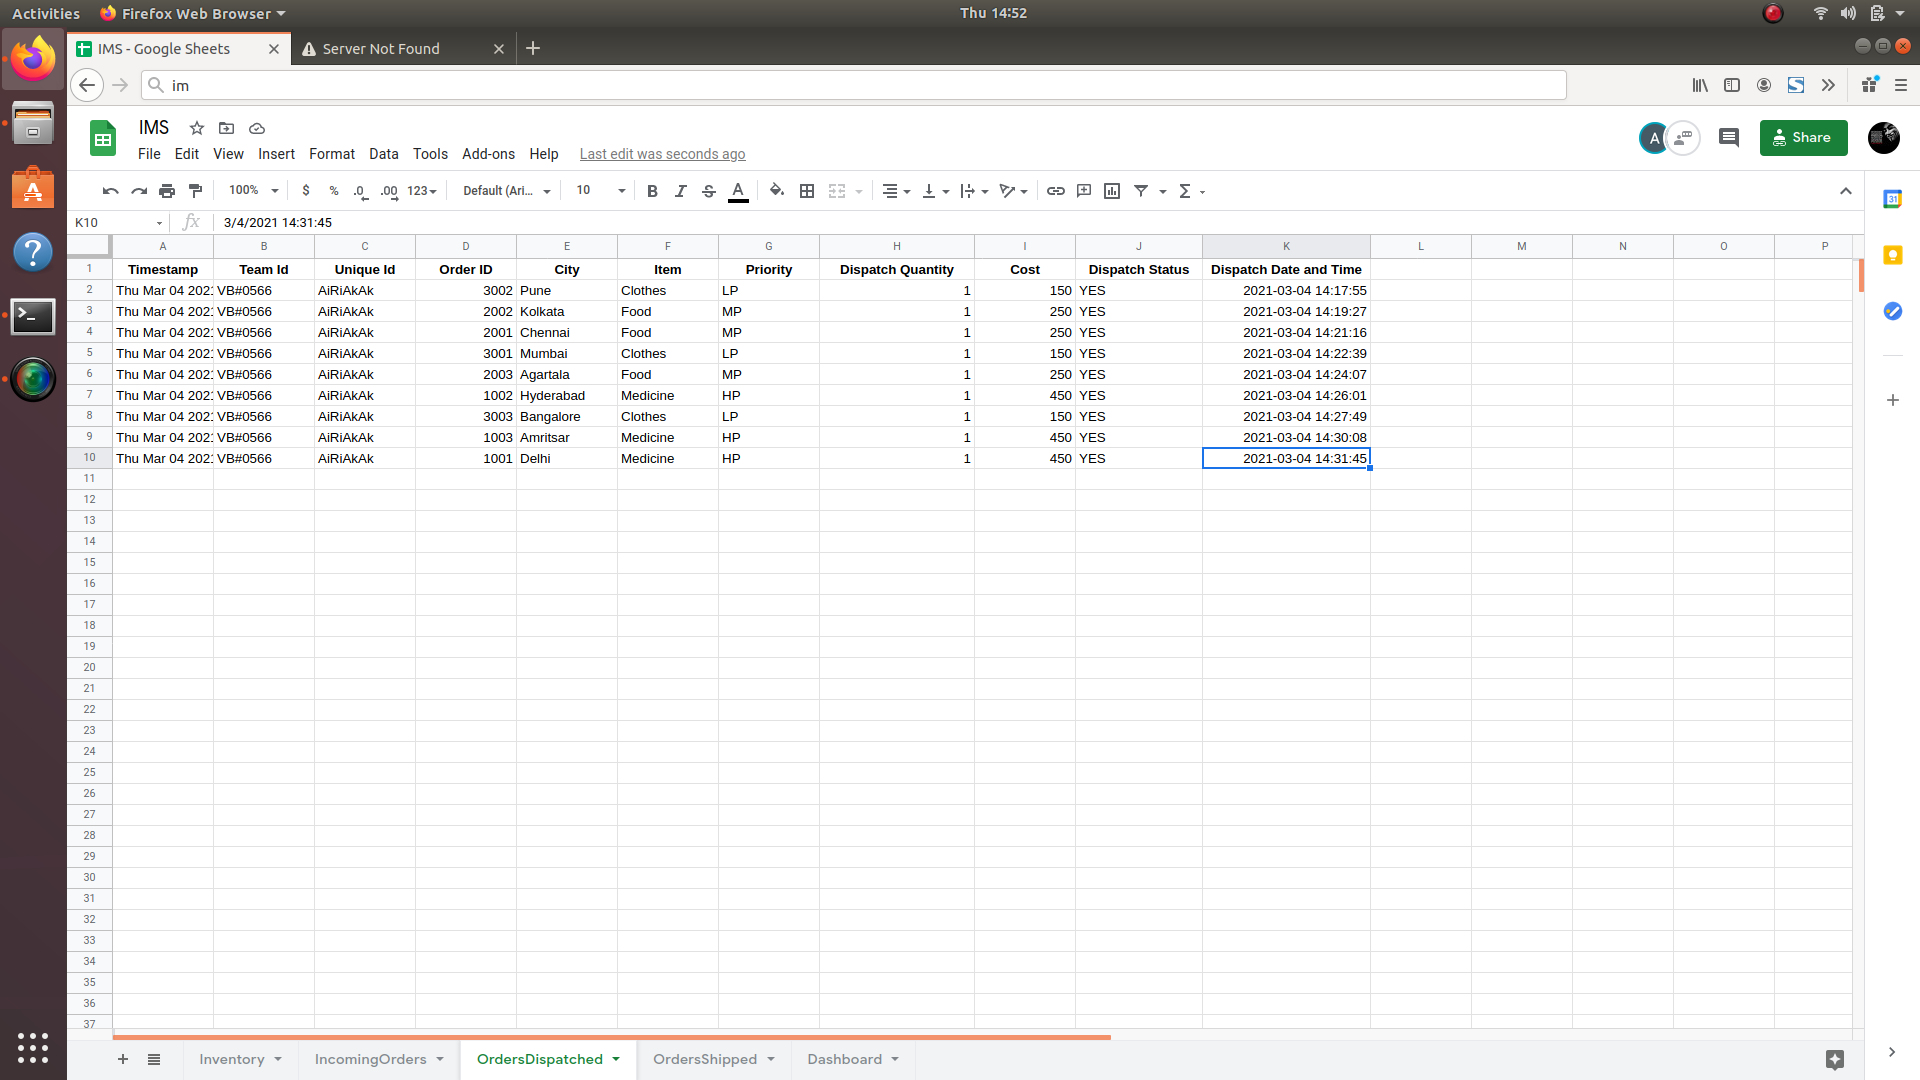 Activities Firefox Web Browser Thu 14:52
IMS - Google Sheets Server Not Found
im
IMS
File Edit View Insert Format Data Tools Add-ons Help Last edit was seconds ago
A Share
100% $ % .0 .00 123 Default (Ari... 10 B I S A Σ
31
K10 fx 3/4/2021 14:31:45
A B C D E F G H I J K L M N O P
1 Timestamp Team Id Unique Id Order ID City Item Priority Dispatch Quantity Cost Dispatch Status Dispatch Date and Time
2 Thu Mar 04 2021 VB#0566 AiRiAkAk 3002 Pune Clothes LP 1 150 YES 2021-03-04 14:17:55
3 Thu Mar 04 2021 VB#0566 AiRiAkAk 2002 Kolkata Food MP 1 250 YES 2021-03-04 14:19:27
4 Thu Mar 04 2021 VB#0566 AiRiAkAk 2001 Chennai Food MP 1 250 YES 2021-03-04 14:21:16
5 Thu Mar 04 2021 VB#0566 AiRiAkAk 3001 Mumbai Clothes LP 1 150 YES 2021-03-04 14:22:39
6 Thu Mar 04 2021 VB#0566 AiRiAkAk 2003 Agartala Food MP 1 250 YES 2021-03-04 14:24:07
7 Thu Mar 04 2021 VB#0566 AiRiAkAk 1002 Hyderabad Medicine HP 1 450 YES 2021-03-04 14:26:01
8 Thu Mar 04 2021 VB#0566 AiRiAkAk 3003 Bangalore Clothes LP 1 150 YES 2021-03-04 14:27:49
9 Thu Mar 04 2021 VB#0566 AiRiAkAk 1003 Amritsar Medicine HP 1 450 YES 2021-03-04 14:30:08
10 Thu Mar 04 2021 VB#0566 AiRiAkAk 1001 Delhi Medicine HP 1 450 YES 2021-03-04 14:31:45
11
12
13
14
15
16
17
18
19
20
21
22
23
24
25
26
27
28
29
30
31
32
33
34
35
36
37
Inventory IncomingOrders OrdersDispatched OrdersShipped Dashboard